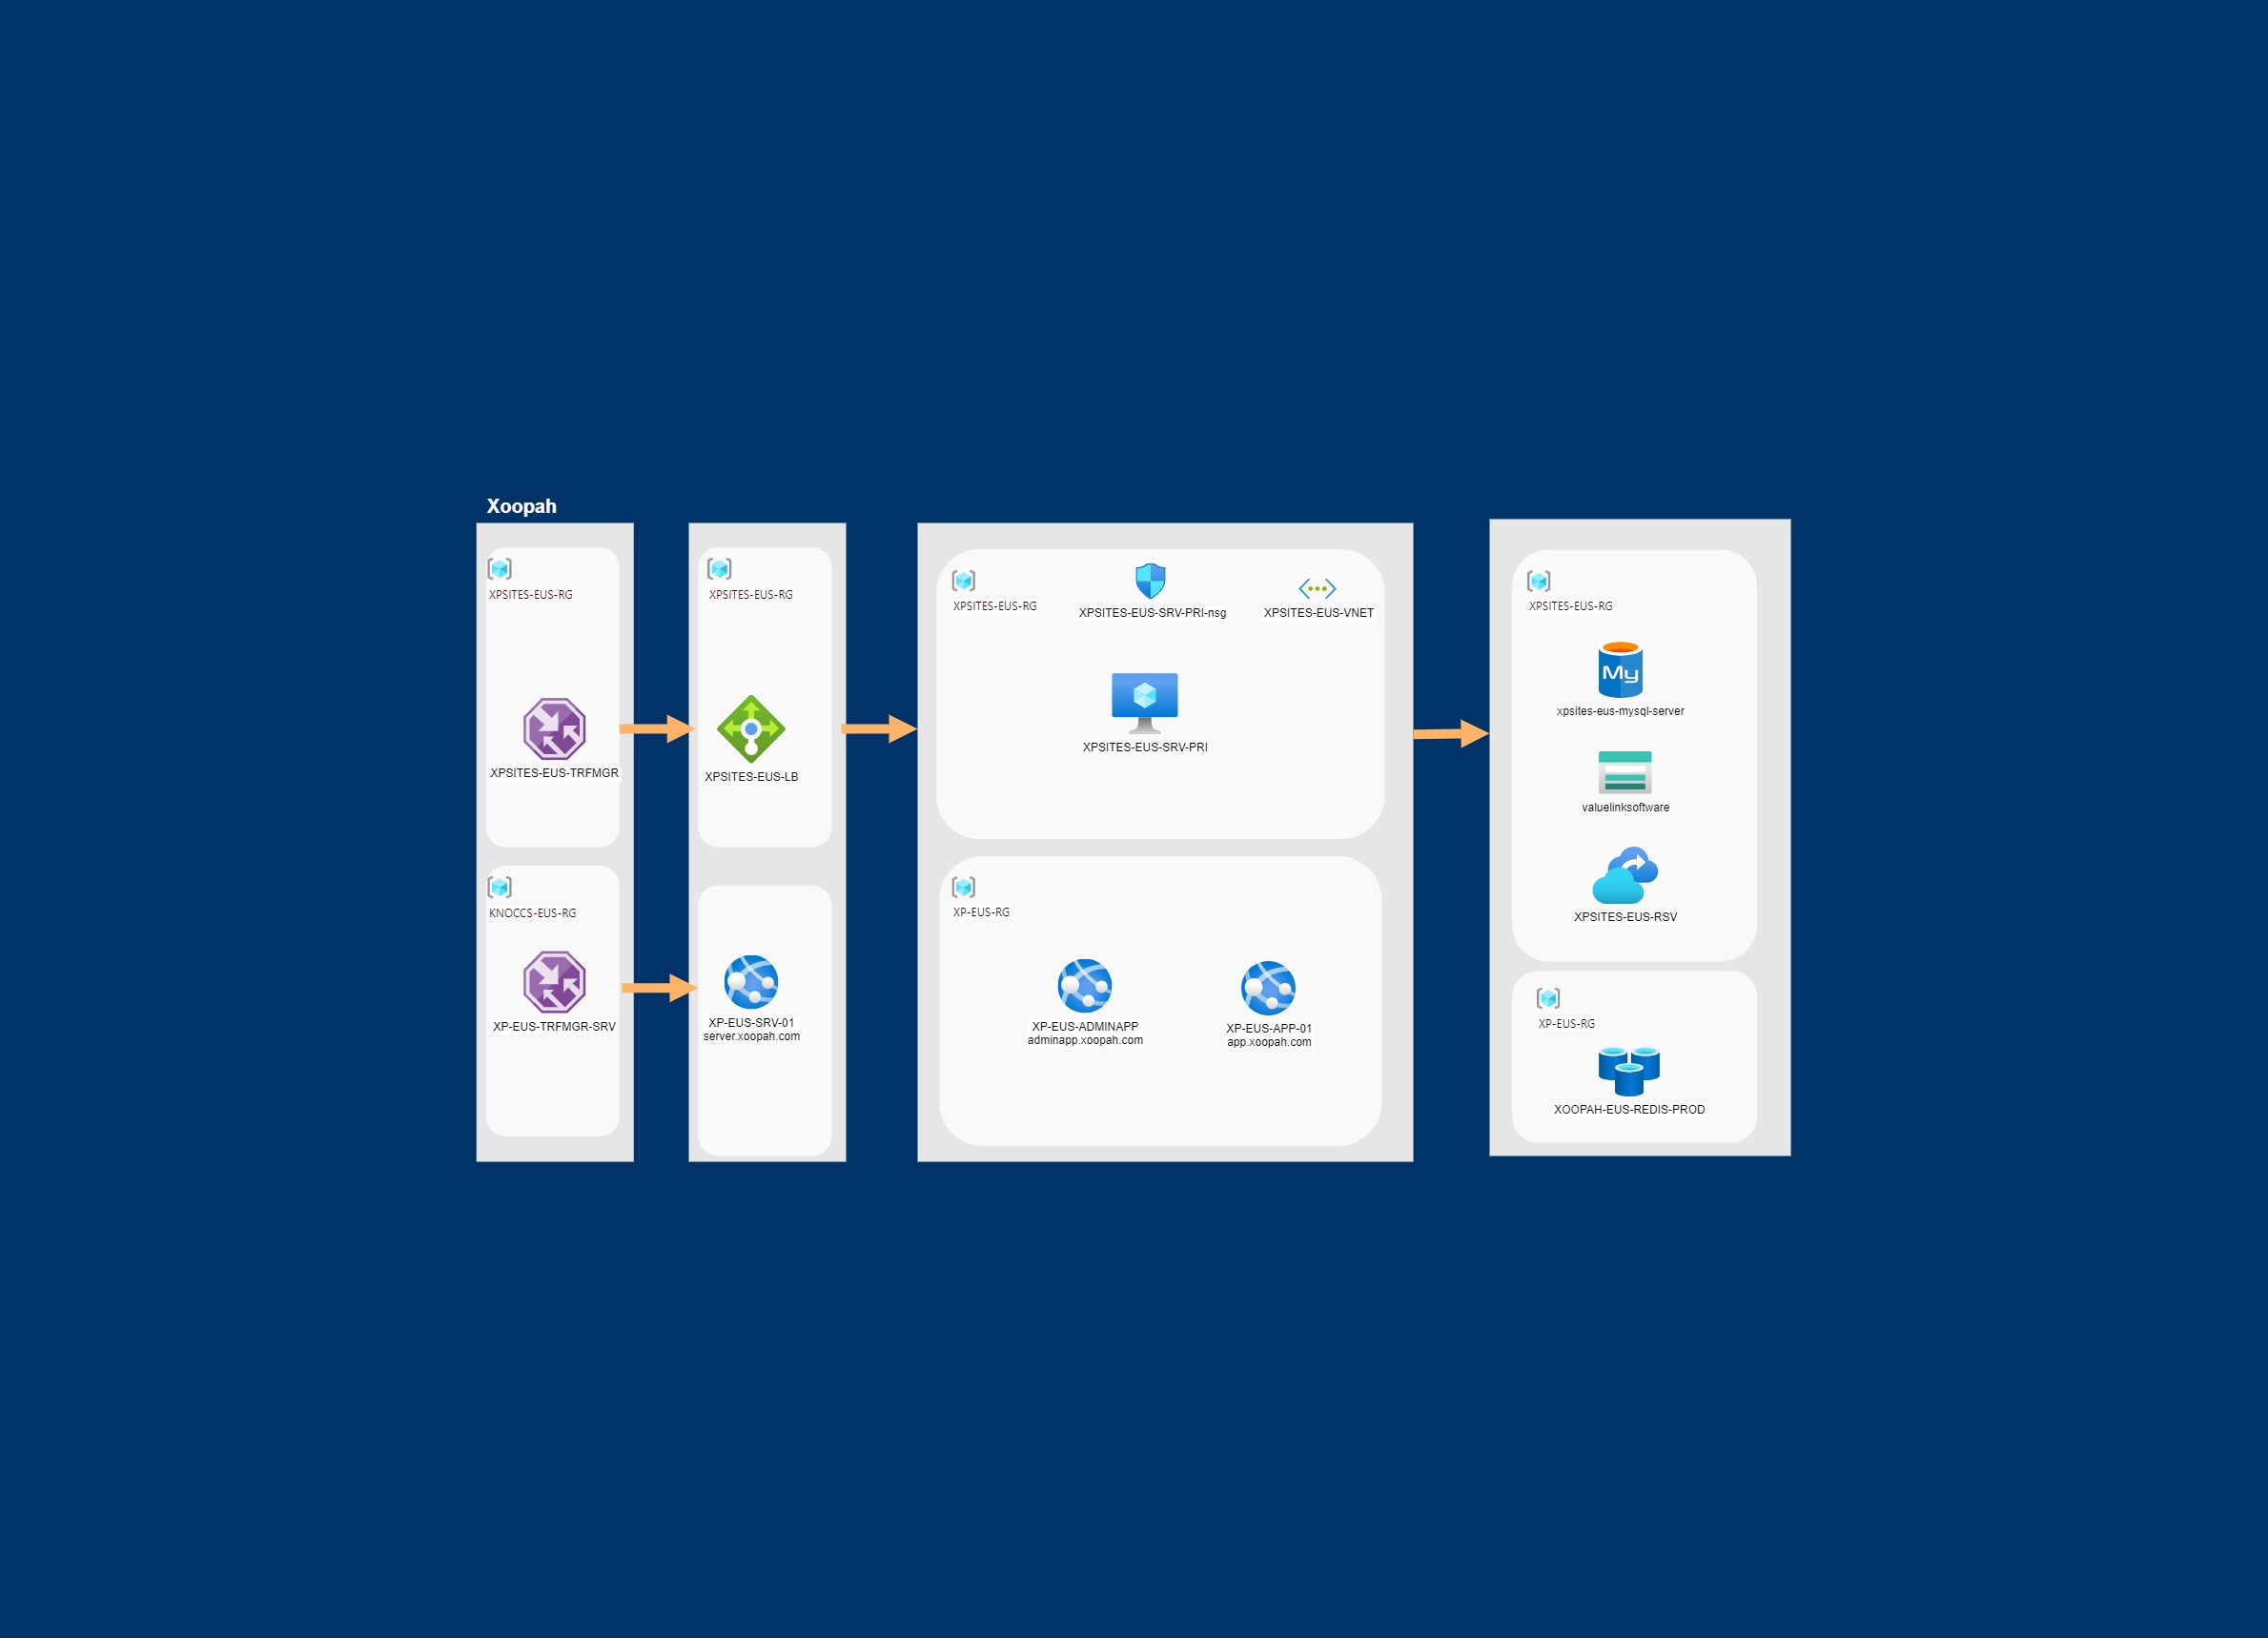 Xoopah
XPSITES-EUS-RG
XPSITES-EUS-TRFMGR
KNOCCS-EUS-RG
XP-EUS-TRFMGR-SRV
XPSITES-EUS-RG
XPSITES-EUS-LB
XP-EUS-SRV-01
server.xoopah.com
XPSITES-EUS-RG
XPSITES-EUS-SRV-PRI-nsg
XPSITES-EUS-VNET
XPSITES-EUS-SRV-PRI
XP-EUS-RG
XP-EUS-ADMINAPP
adminapp.xoopah.com
XP-EUS-APP-01
app.xoopah.com
XPSITES-EUS-RG
My
xpsites-eus-mysql-server
valuelinksoftware
XPSITES-EUS-RSV
XP-EUS-RG
XOOPAH-EUS-REDIS-PROD